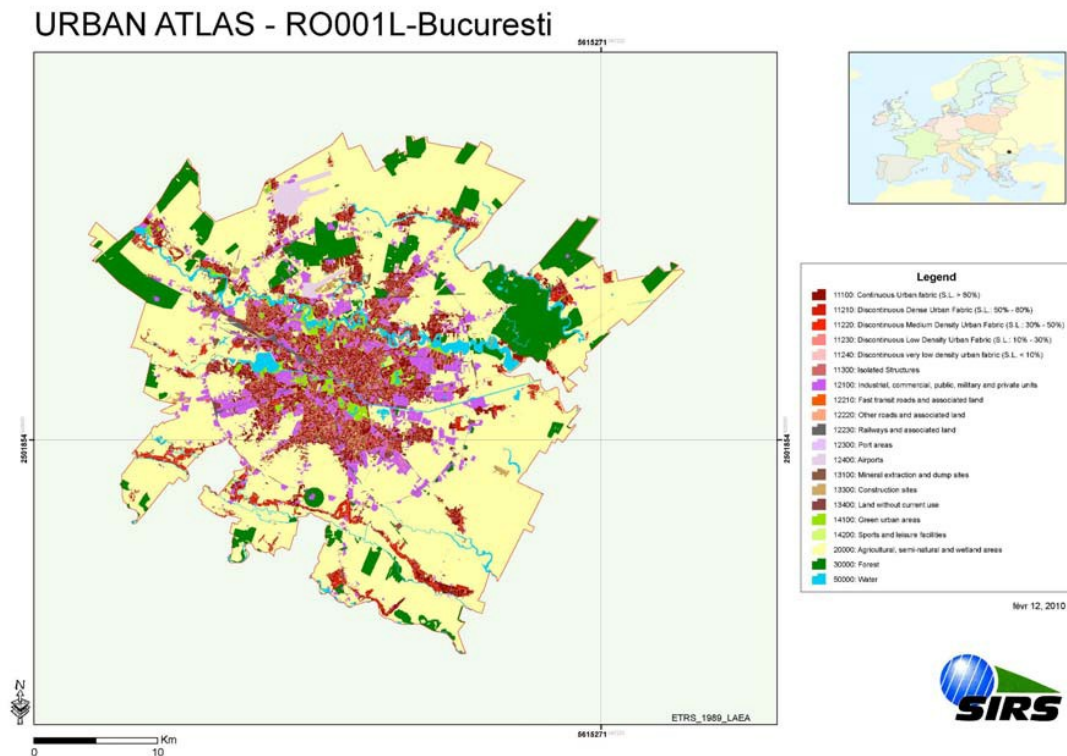 URBAN ATLAS - RO001L-Bucuresti
5615271
2501854
2501854
Legend
11100: Continuous Urban fabric (S.L. > 80%)
11210: Discontinuous Dense Urban Fabric (S.L.: 50% - 80%)
11220: Discontinuous Medium Density Urban Fabric (S.L.: 30% - 50%)
11230: Discontinuous Low Density Urban Fabric (S.L.: 10% - 30%)
11240: Discontinuous very low density urban fabric (S.L. < 10%)
11300: Isolated Structures
12100: Industrial, commercial, public, military and private units
12210: Fast transit roads and associated land
12220: Other roads and associated land
12230: Railways and associated land
12300: Port areas
12400: Airports
13100: Mineral extraction and dump sites
13300: Construction sites
13400: Land without current use
14100: Green urban areas
14200: Sports and leisure facilities
20000: Agricultural, semi-natural and wetland areas
30000: Forest
50000: Water
févr 12, 2010
SIRS
N
ETRS_1989_LAEA
5615271
Km
0 10